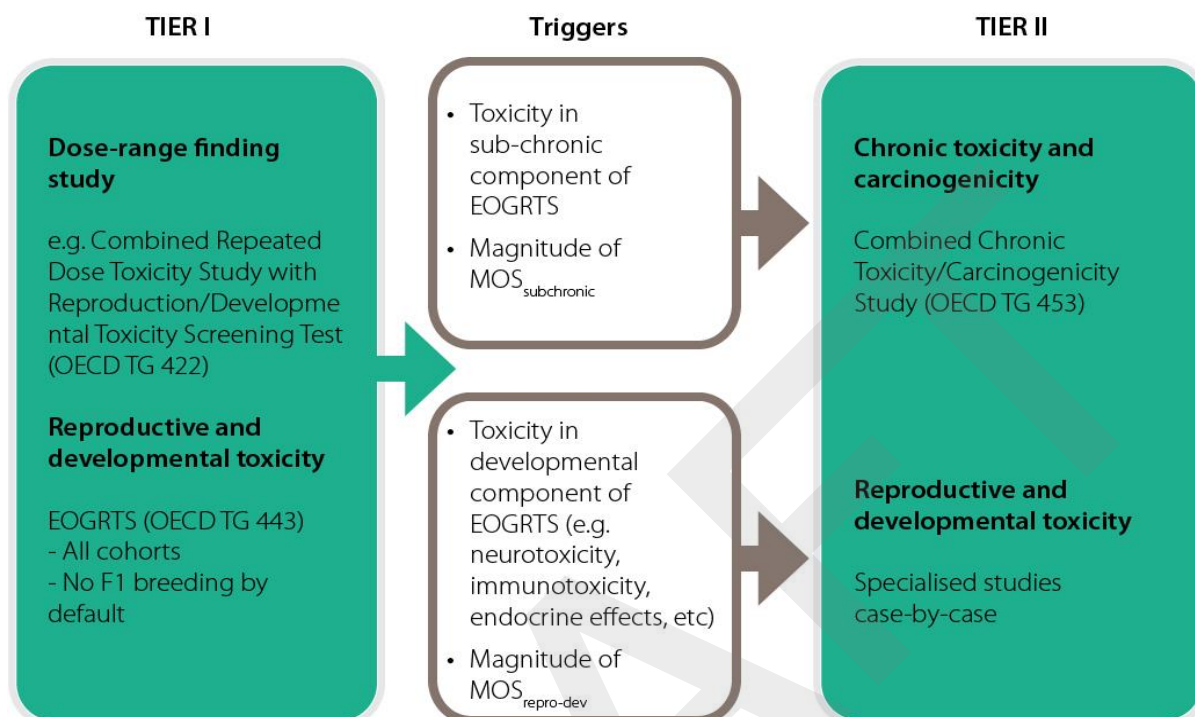 TIER I
Dose-range finding
study
e.g. Combined Repeated
Dose Toxicity Study with
Reproduction/Developme
ntal Toxicity Screening Test
(OECD TG 422)
Reproductive and
developmental toxicity
EOGRTS (OECD TG 443)
- All cohorts
- No F1 breeding by
default
Triggers
• Toxicity in
sub-chronic
component of
EOGRTS
• Magnitude of
MOSsubchronic
• Toxicity in
developmental
component of
EOGRTS (e.g.
neurotoxicity,
immunotoxicity,
endocrine effects, etc)
• Magnitude of
MOSrepro-dev
TIER II
Chronic toxicity and
carcinogenicity
Combined Chronic
Toxicity/Carcinogenicity
Study (OECD TG 453)
Reproductive and
developmental toxicity
Specialised studies
case-by-case